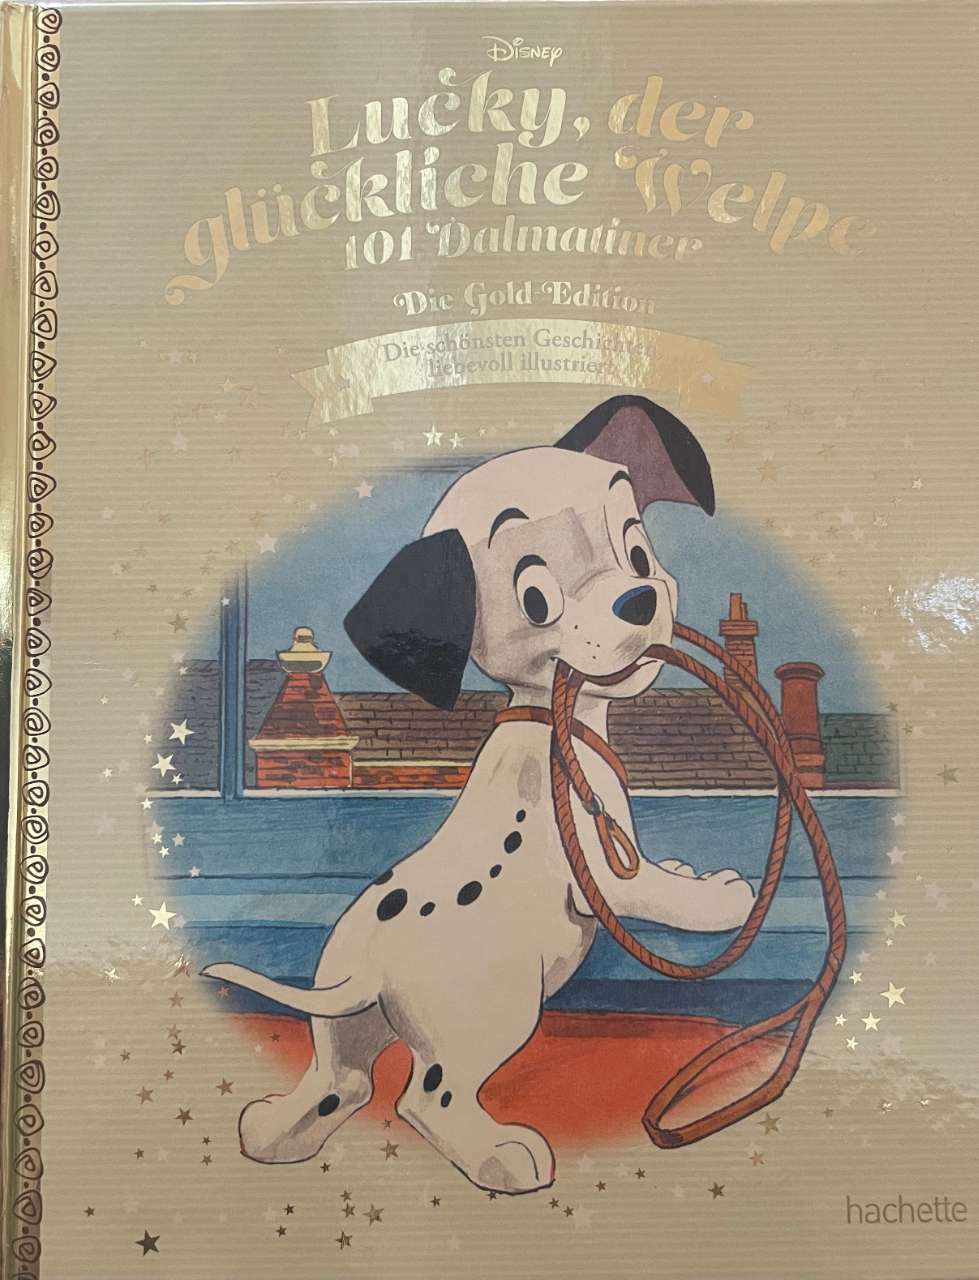 Disney
Lucky, der
glückliche Welpe
101 Dalmatiner
Die Gold-Edition
Die schönsten Geschichten,
liebevoll illustriert
hachette